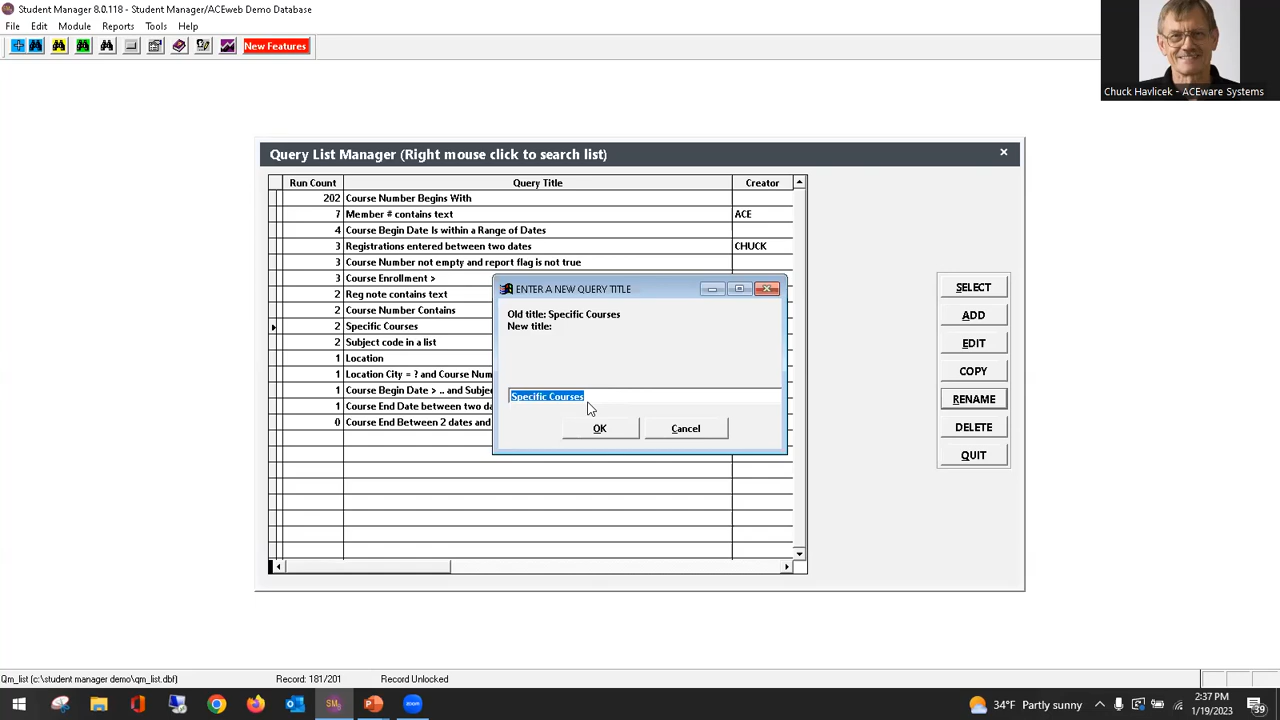 Student Manager 8.0.118 - Student Manager/ACEweb Demo Database
File Edit Module Reports Tools Help
New Features
Chuck Havlicek - ACEware Systems
Query List Manager (Right mouse click to search list)
Run Count Query Title Creator
202 Course Number Begins With
7 Member # contains text ACE
4 Course Begin Date Is within a Range of Dates
3 Registrations entered between two dates CHUCK
3 Course Number not empty and report flag is not true
3 Course Enrollment >
2 Reg note contains text
2 Course Number Contains
2 Specific Courses
2 Subject code in a list
1 Location
1 Location City = ? and Course Num
1 Course Begin Date > .. and Subje
1 Course End Date between two da
0 Course End Between 2 dates and
ENTER A NEW QUERY TITLE
Old title: Specific Courses
New title:
Specific Courses
OK Cancel
SELECT
ADD
EDIT
COPY
RENAME
DELETE
QUIT
Qm_list (c:\student manager demo\qm_list.dbf) Record: 181/201 Record Unlocked
34°F Partly sunny
2:37 PM
1/19/2023
39